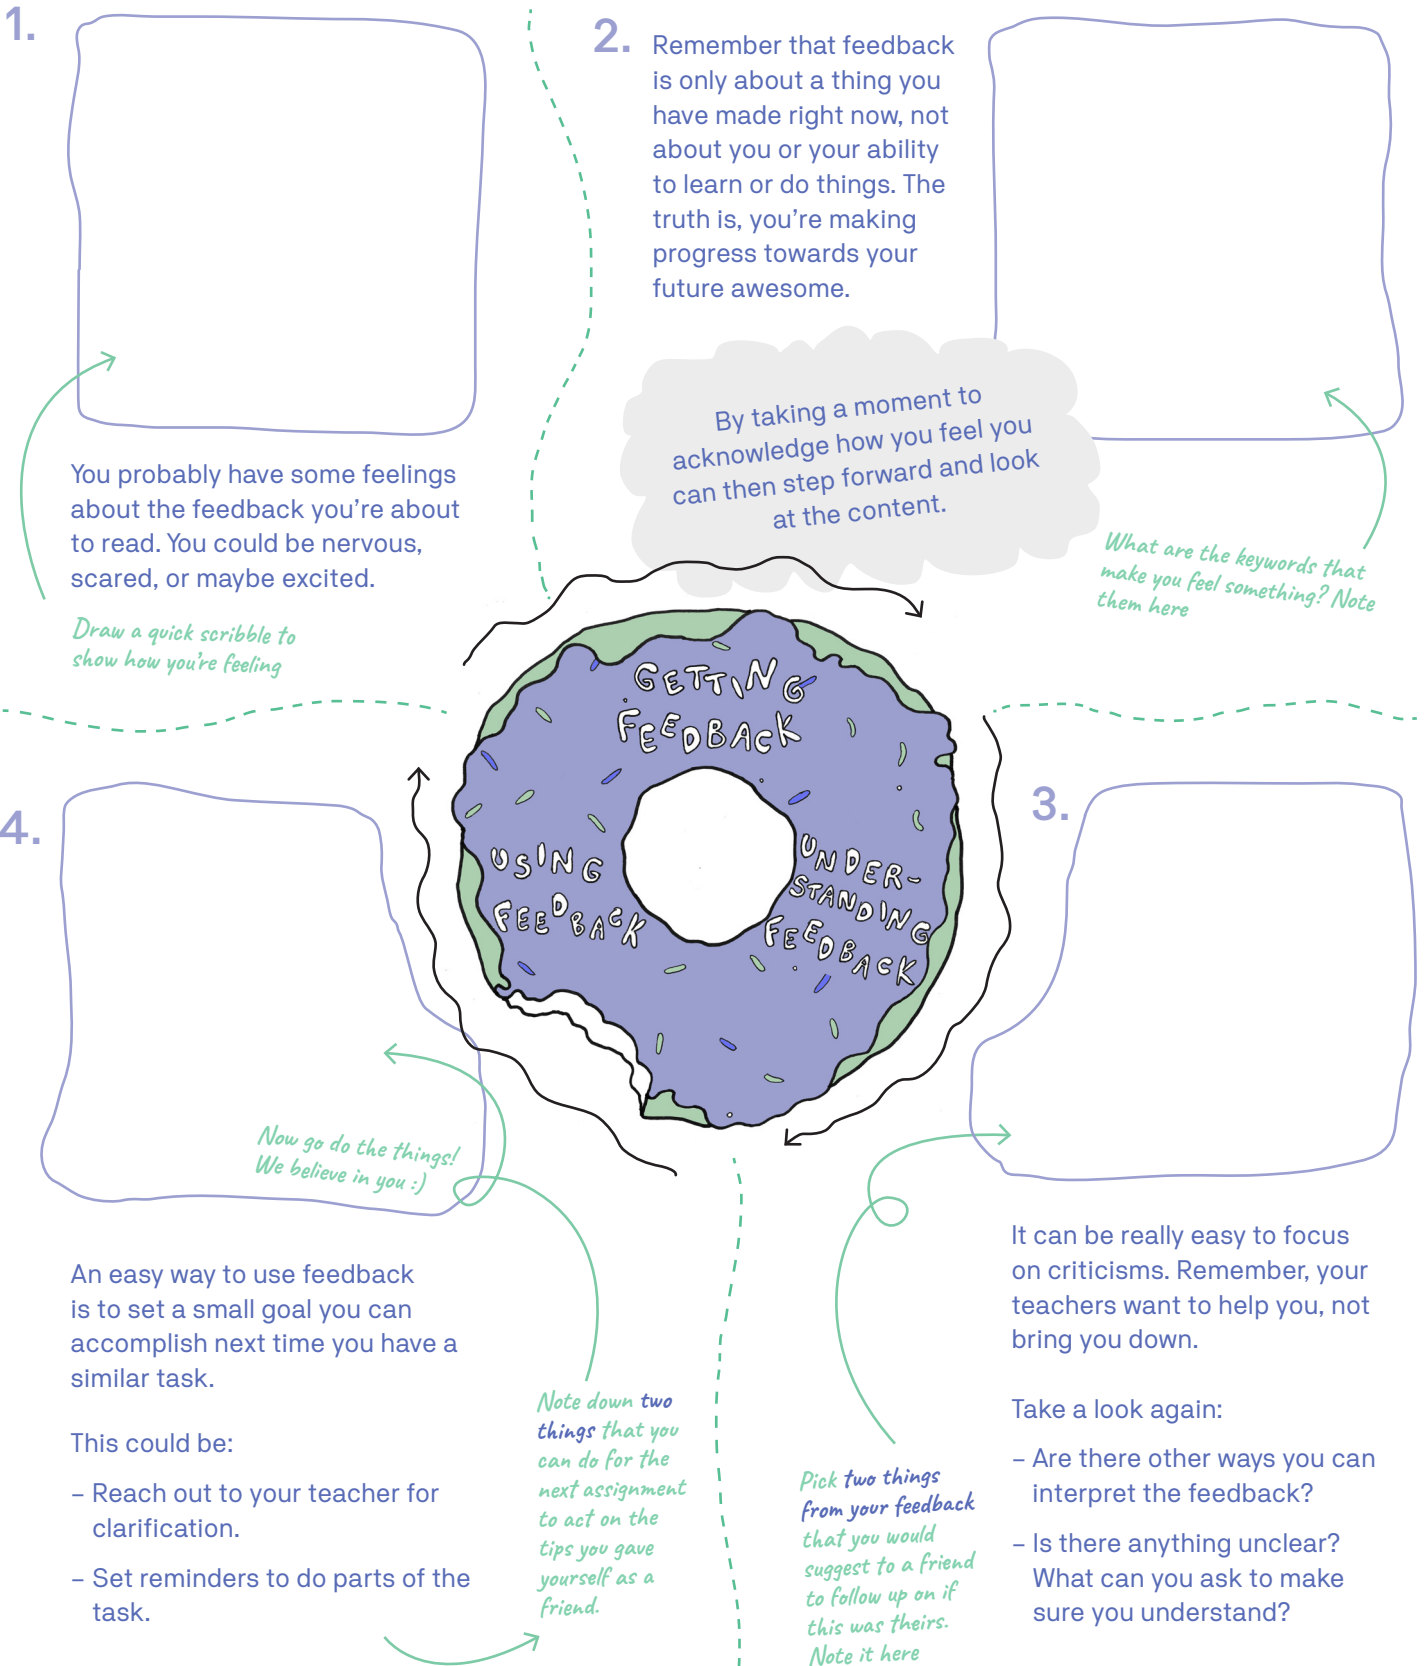 1.
You probably have some feelings
about the feedback you’re about
to read. You could be nervous,
scared, or maybe excited.
Draw a quick scribble to
show how you’re feeling
2.
Remember that feedback
is only about a thing you
have made right now, not
about you or your ability
to learn or do things. The
truth is, you’re making
progress towards your
future awesome.
By taking a moment to
acknowledge how you feel you
can then step forward and look
at the content.
What are the keywords that
make you feel something? Note
them here
GETTING
FEEDBACK
UNDER-
STANDING
FEEDBACK
USING
FEEDBACK
3.
It can be really easy to focus
on criticisms. Remember, your
teachers want to help you, not
bring you down.
Take a look again:
– Are there other ways you can
interpret the feedback?
– Is there anything unclear?
What can you ask to make
sure you understand?
Pick two things
from your feedback
that you would
suggest to a friend
to follow up on if
this was theirs.
Note it here
4.
Now go do the things!
We believe in you :)
An easy way to use feedback
is to set a small goal you can
accomplish next time you have a
similar task.
This could be:
– Reach out to your teacher for
clarification.
– Set reminders to do parts of the
task.
Note down two
things that you
can do for the
next assignment
to act on the
tips you gave
yourself as a
friend.